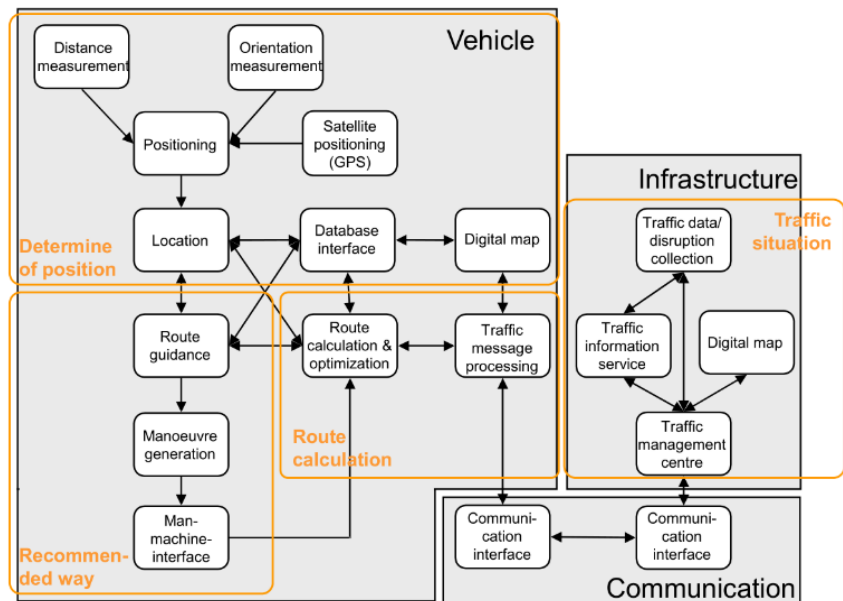 Vehicle
Distance
measurement
Orientation
measurement
Positioning
Satellite
positioning
(GPS)
Location
Database
interface
Digital map
Determine
of position
Route
guidance
Route
calculation &
optimization
Traffic
message
processing
Manoeuvre
generation
Route
calculation
Man-
machine-
interface
Recommen-
ded way
Infrastructure
Traffic data/
disruption
collection
Traffic
situation
Traffic
information
service
Digital map
Traffic
management
centre
Communi-
cation
interface
Communi-
cation
interface
Communication